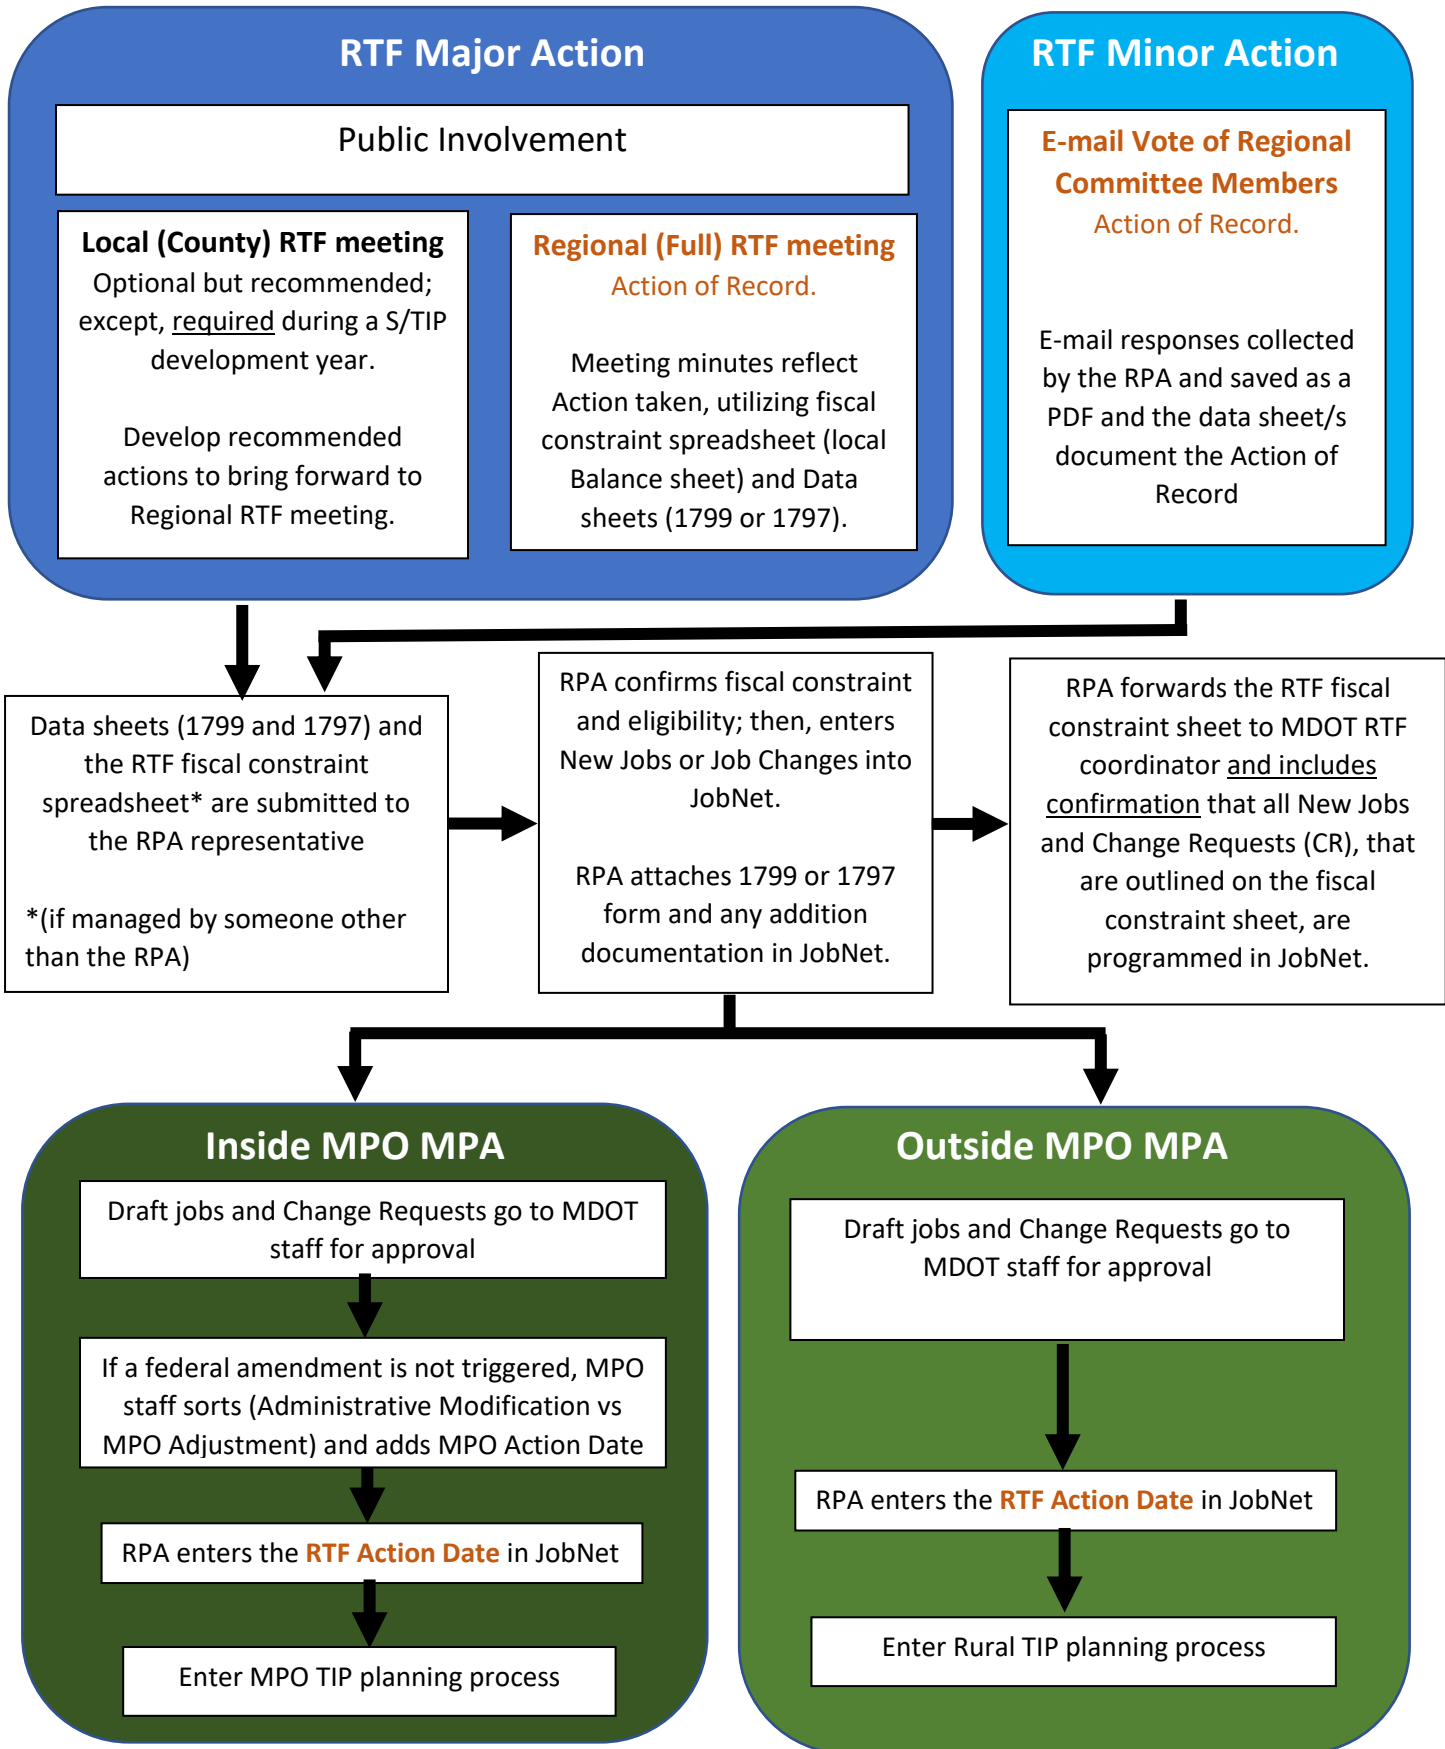 RTF Major Action
Public Involvement
Local (County) RTF meeting
Optional but recommended;
except, required during a S/TIP
development year.
Develop recommended
actions to bring forward to
Regional RTF meeting.
Regional (Full) RTF meeting
Action of Record.
Meeting minutes reflect
Action taken, utilizing fiscal
constraint spreadsheet (local
Balance sheet) and Data
sheets (1799 or 1797).
RTF Minor Action
E-mail Vote of Regional
Committee Members
Action of Record.
E-mail responses collected
by the RPA and saved as a
PDF and the data sheet/s
document the Action of
Record
Data sheets (1799 and 1797) and
the RTF fiscal constraint
spreadsheet* are submitted to
the RPA representative
*(if managed by someone other
than the RPA)
RPA confirms fiscal constraint
and eligibility; then, enters
New Jobs or Job Changes into
JobNet.
RPA attaches 1799 or 1797
form and any addition
documentation in JobNet.
RPA forwards the RTF fiscal
constraint sheet to MDOT RTF
coordinator and includes
confirmation that all New Jobs
and Change Requests (CR), that
are outlined on the fiscal
constraint sheet, are
programmed in JobNet.
Inside MPO MPA
Draft jobs and Change Requests go to MDOT
staff for approval
If a federal amendment is not triggered, MPO
staff sorts (Administrative Modification vs
MPO Adjustment) and adds MPO Action Date
RPA enters the RTF Action Date in JobNet
Enter MPO TIP planning process
Outside MPO MPA
Draft jobs and Change Requests go to
MDOT staff for approval
RPA enters the RTF Action Date in JobNet
Enter Rural TIP planning process